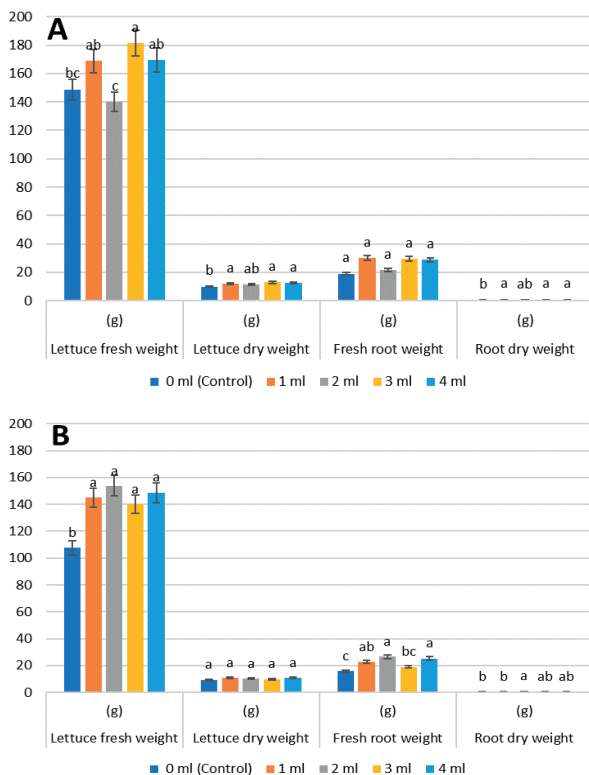 A
200
180
160
140
120
100
80
60
40
20
0
bc ab c a ab
b a ab a a
a a a a a
b a ab a a
(g) (g) (g) (g)
Lettuce fresh weight Lettuce dry weight Fresh root weight Root dry weight
0 ml (Control) 1 ml 2 ml 3 ml 4 ml
B
200
180
160
140
120
100
80
60
40
20
0
b a a a a
a a a a a
c ab a bc a
b b a ab ab
(g) (g) (g) (g)
Lettuce fresh weight Lettuce dry weight Fresh root weight Root dry weight
0 ml (Control) 1 ml 2 ml 3 ml 4 ml